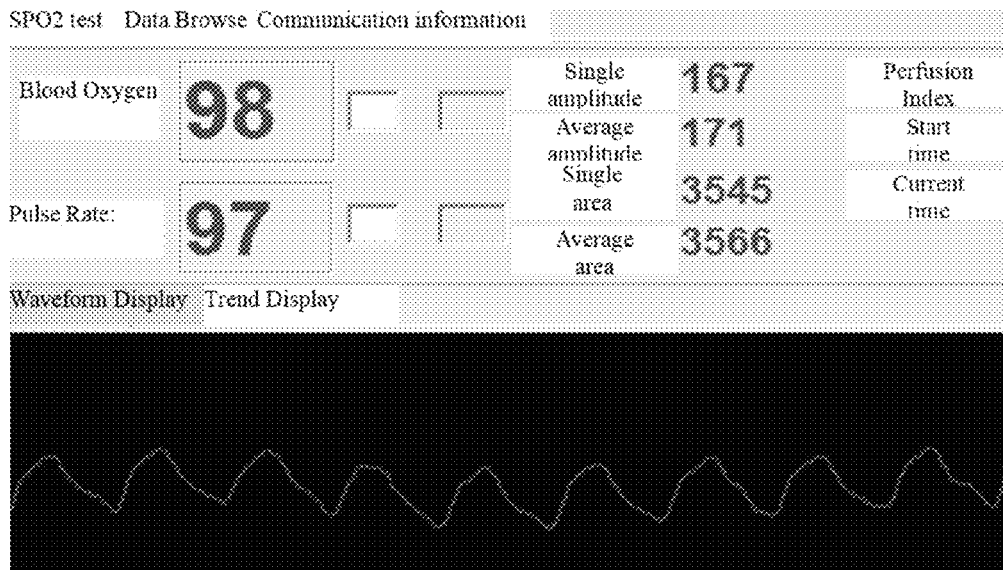 SPO2 test Data Browse Communication information
Blood Oxygen 98 Single amplitude 167 Perfusion Index
Average amplitude 171 Start time
Pulse Rate: 97 Single area 3545 Current time
Average area 3566
Waveform Display Trend Display